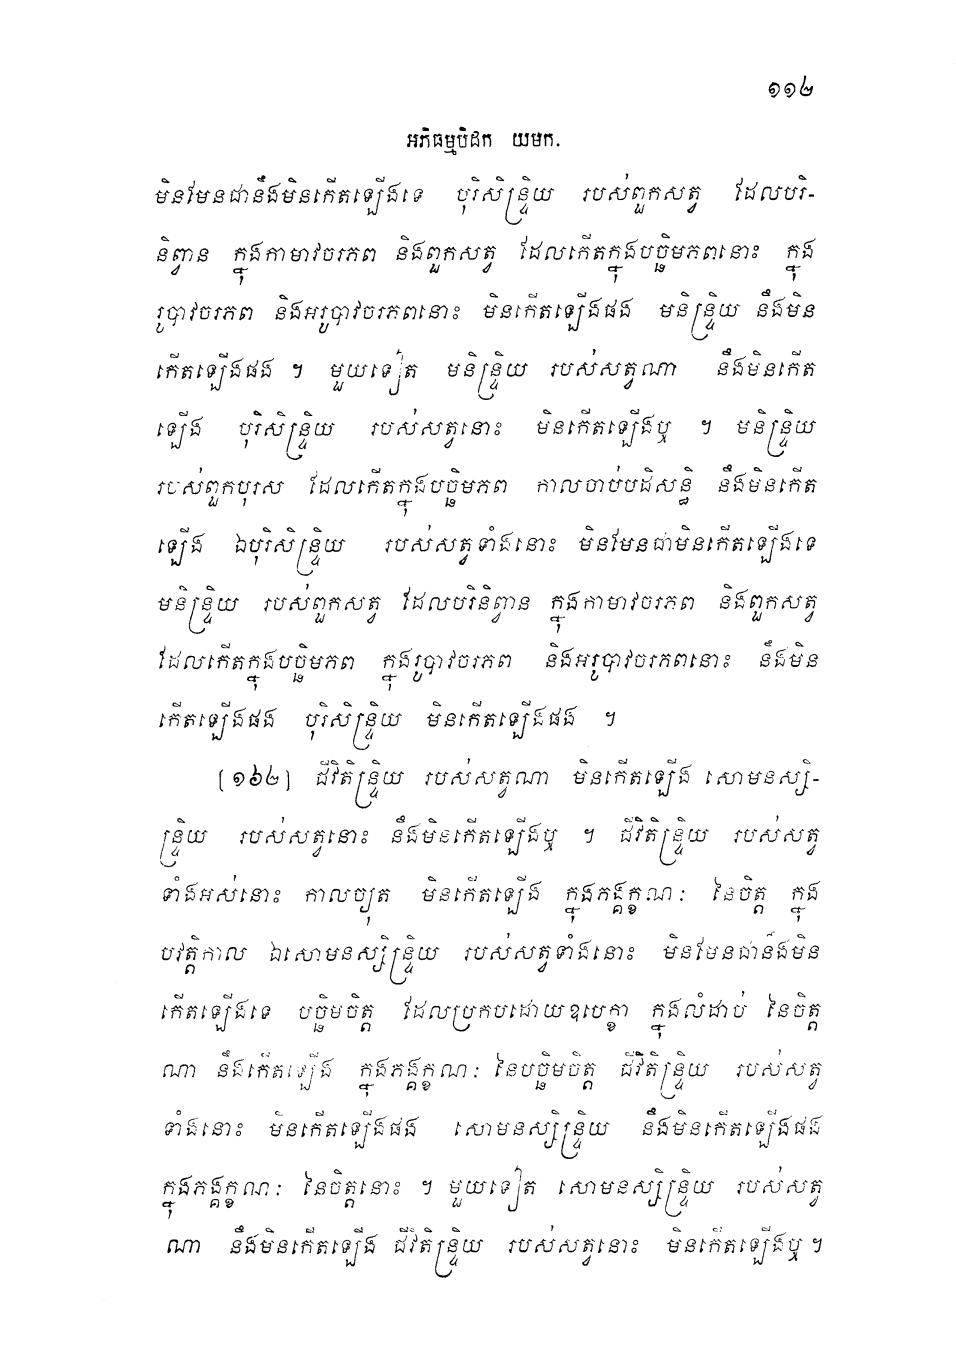 ១១២
អភិធម្មបិដក យមក.
មិនមែនជានឹងមិនកើតឡើងទេ បុរិសិន្ទ្រិយ របស់ពួកសត្វ ដែលបរិ-
និព្វាន ក្នុងកាមាវចរភព និងពួកសត្វ ដែលកើតក្នុងបច្ឆិមភពនោះ ក្នុង
រូបាវចរភព និងអរូបាវចរភពនោះ មិនកើតឡើងផង មនិន្ទ្រិយ នឹងមិន
កើតឡើងផង ។ មួយទៀត មនិន្ទ្រិយ របស់សត្វណា នឹងមិនកើត
ឡើង បុរិសិន្ទ្រិយ របស់សត្វនោះ មិនកើតឡើងឬ ។ មនិន្ទ្រិយ
របស់ពួកបុរស ដែលកើតក្នុងបច្ឆិមភព កាលចាប់បដិសន្ធិ នឹងមិនកើត
ឡើង ឯបុរិសិន្ទ្រិយ របស់សត្វទាំងនោះ មិនមែនជាមិនកើតឡើងទេ
មនិន្ទ្រិយ របស់ពួកសត្វ ដែលបរិនិព្វាន ក្នុងកាមាវចរភព និងពួកសត្វ
ដែលកើតក្នុងបច្ឆិមភព ក្នុងរូបាវចរភព និងអរូបាវចរភពនោះ នឹងមិន
កើតឡើងផង បុរិសិន្ទ្រិយ មិនកើតឡើងផង ។
[១៦២] ជីវិតិន្ទ្រិយ របស់សត្វណា មិនកើតឡើង សោមនស្សិ-
ន្ទ្រិយ របស់សត្វនោះ នឹងមិនកើតឡើងឬ ។ ជីវិតិន្ទ្រិយ របស់សត្វ
ទាំងអស់នោះ កាលច្យុត មិនកើតឡើង ក្នុងភង្គក្ខណៈ នៃចិត្ត ក្នុង
បវត្តិកាល ឯសោមនស្សិន្ទ្រិយ របស់សត្វទាំងនោះ មិនមែនជានឹងមិន
កើតឡើងទេ បច្ឆិមចិត្ត ដែលប្រកបដោយឧបេក្ខា ក្នុងលំដាប់ នៃចិត្ត
ណា នឹងកើតឡើង ក្នុងភង្គក្ខណៈ នៃបច្ឆិមចិត្ត ជីវិតិន្ទ្រិយ របស់សត្វ
ទាំងនោះ មិនកើតឡើងផង សោមនស្សិន្ទ្រិយ នឹងមិនកើតឡើងផង
ក្នុងភង្គក្ខណៈ នៃចិត្តនោះ ។ មួយទៀត សោមនស្សិន្ទ្រិយ របស់សត្វ
ណា នឹងមិនកើតឡើង ជីវិតិន្ទ្រិយ របស់សត្វនោះ មិនកើតឡើងឬ ។